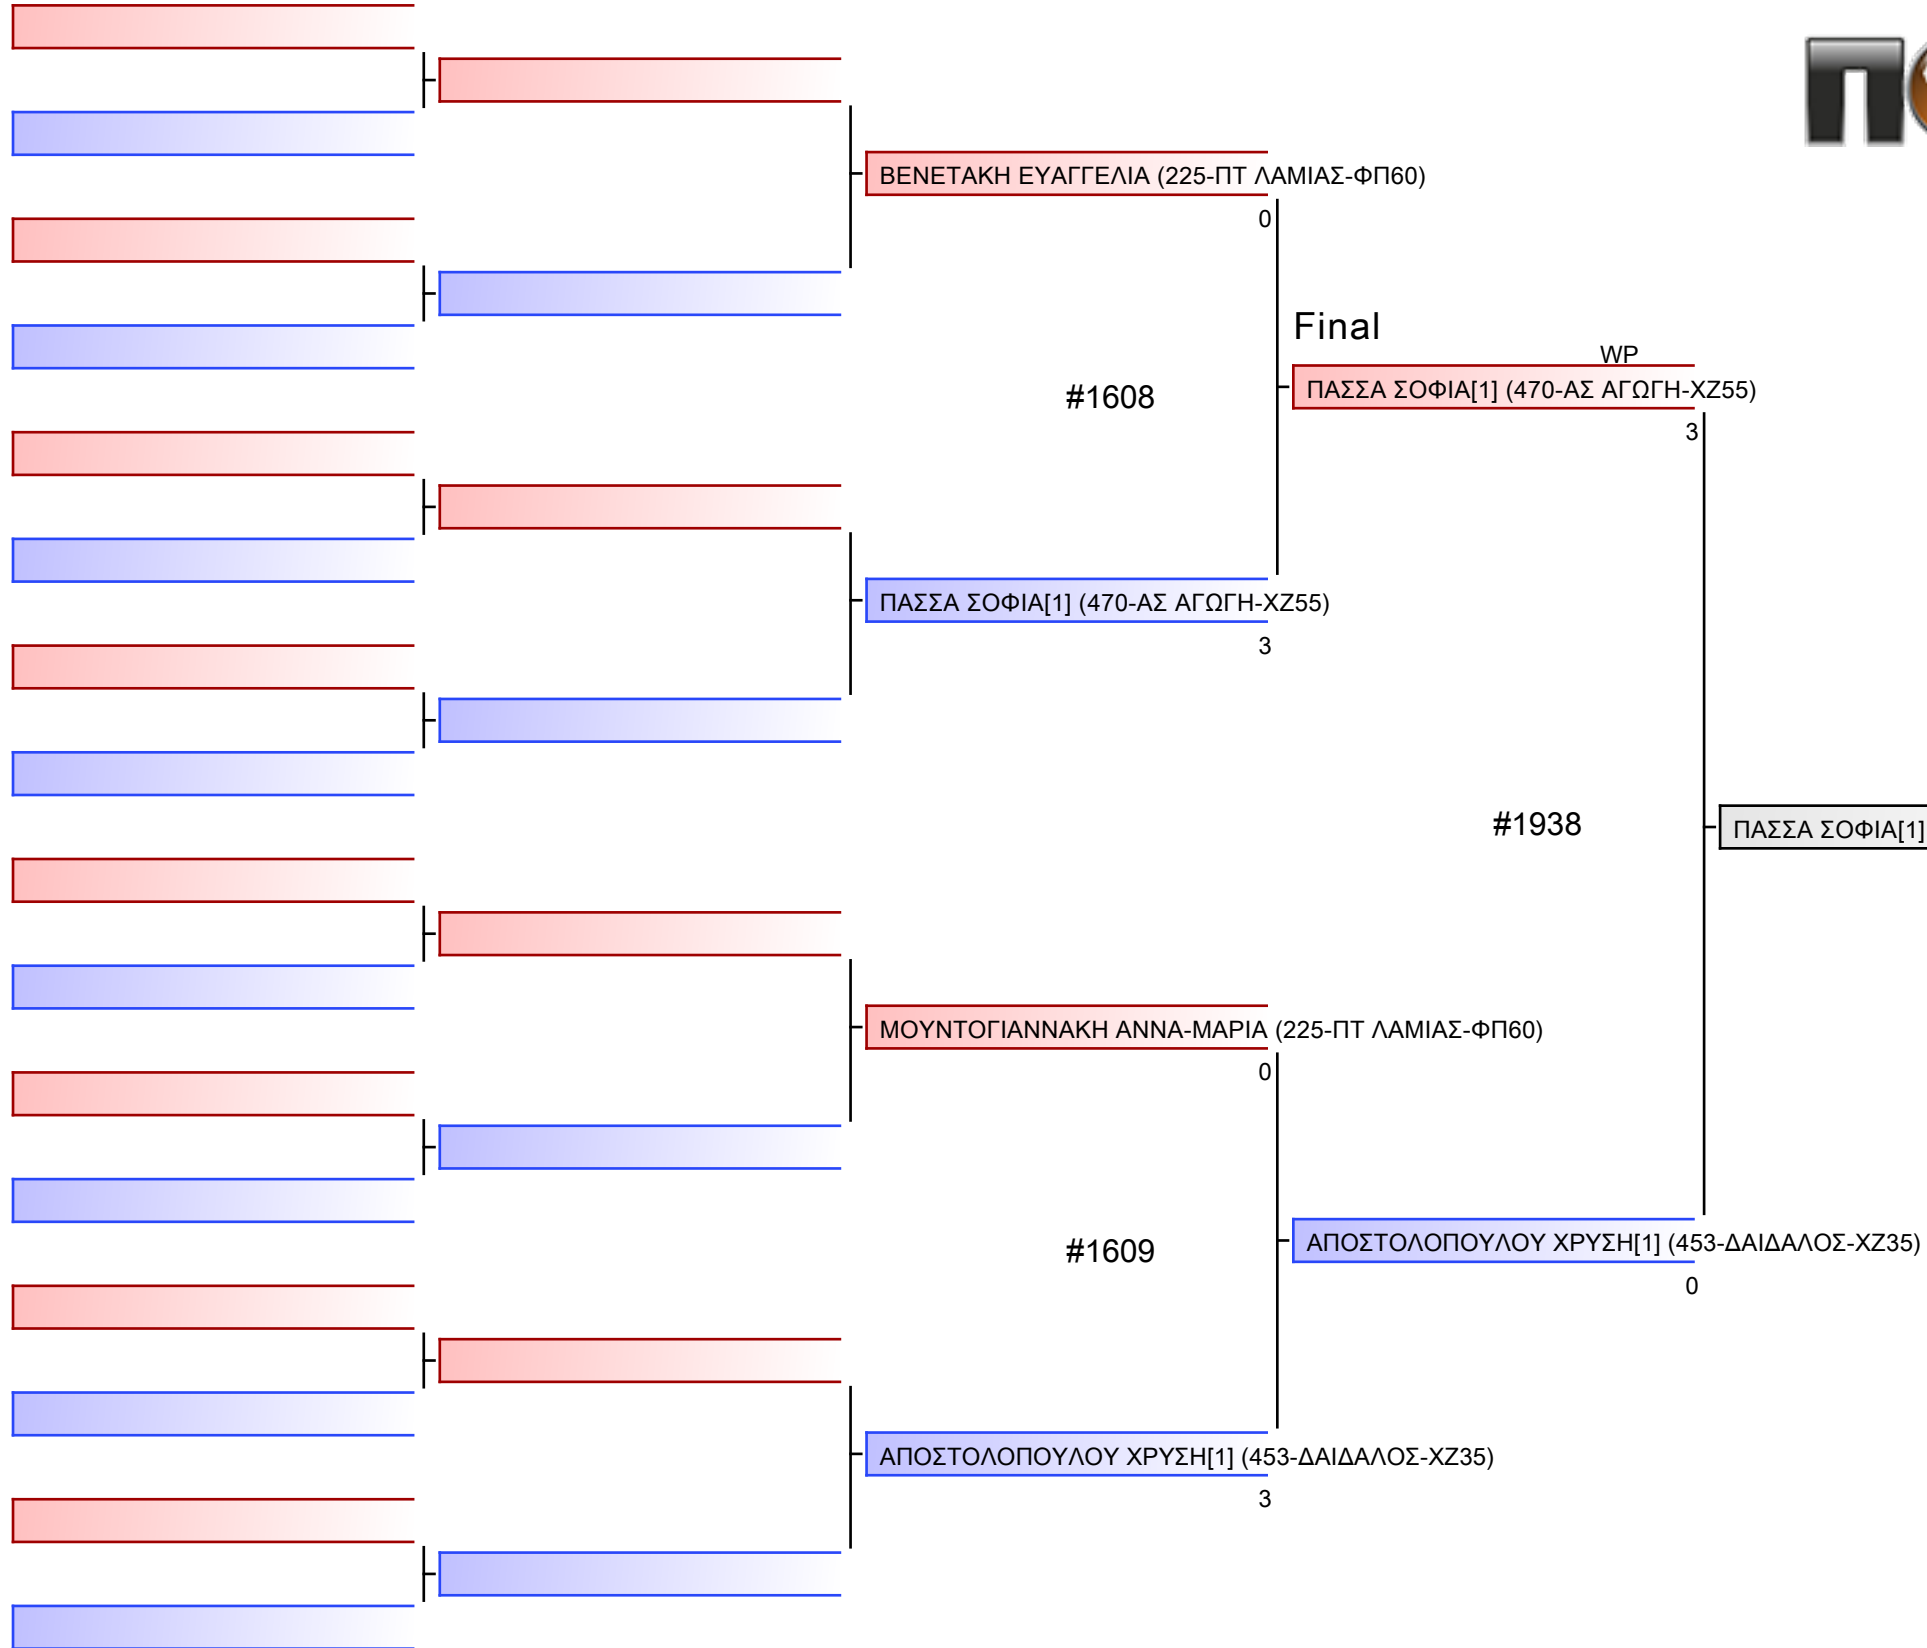 ΒΕΝΕΤΑΚΗ ΕΥΑΓΓΕΛΙΑ (225-ΠΤ ΛΑΜΙΑΣ-ΦΠ60)
0
Final
WP
#1608
ΠΑΣΣΑ ΣΟΦΙΑ[1] (470-ΑΣ ΑΓΩΓΗ-ΧΖ55)
3
ΠΑΣΣΑ ΣΟΦΙΑ[1] (470-ΑΣ ΑΓΩΓΗ-ΧΖ55)
3
#1938
ΠΑΣΣΑ ΣΟΦΙΑ[1]
ΜΟΥΝΤΟΓΙΑΝΝΑΚΗ ΑΝΝΑ-ΜΑΡΙΑ (225-ΠΤ ΛΑΜΙΑΣ-ΦΠ60)
0
#1609
ΑΠΟΣΤΟΛΟΠΟΥΛΟΥ ΧΡΥΣΗ[1] (453-ΔΑΙΔΑΛΟΣ-ΧΖ35)
0
ΑΠΟΣΤΟΛΟΠΟΥΛΟΥ ΧΡΥΣΗ[1] (453-ΔΑΙΔΑΛΟΣ-ΧΖ35)
3